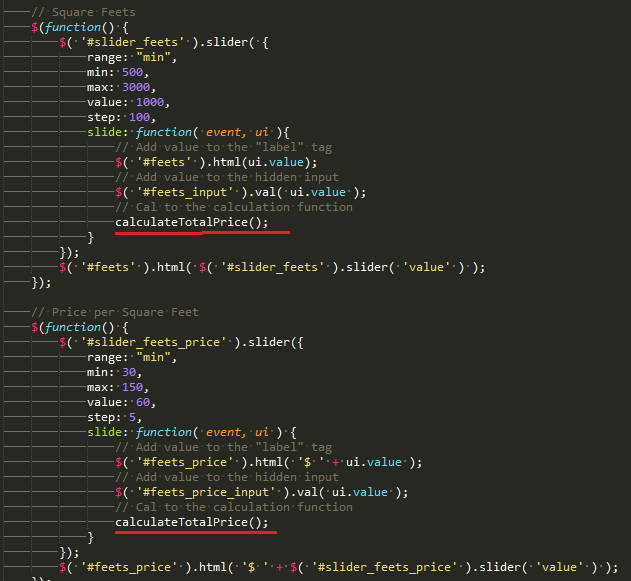 // Square Feets
$(function() {
$( '#slider_feets' ).slider( {
range: "min",
min: 500,
max: 3000,
value: 1000,
step: 100,
slide: function( event, ui ){
// Add value to the "label" tag
$( '#feets' ).html(ui.value);
// Add value to the hidden input
$( '#feets_input' ).val( ui.value );
// Cal to the calculation function
calculateTotalPrice();
}
});
$( '#feets' ).html( $( '#slider_feets' ).slider( 'value' ) );
});
// Price per Square Feet
$(function() {
$( '#slider_feets_price' ).slider({
range: "min",
min: 30,
max: 150,
value: 60,
step: 5,
slide: function( event, ui ) {
// Add value to the "label" tag
$( '#feets_price' ).html( '$ ' + ui.value );
// Add value to the hidden input
$( '#feets_price_input' ).val( ui.value );
// Cal to the calculation function
calculateTotalPrice();
}
});
$( '#feets_price' ).html( '$ ' + $( '#slider_feets_price' ).slider( 'value' ) );
});